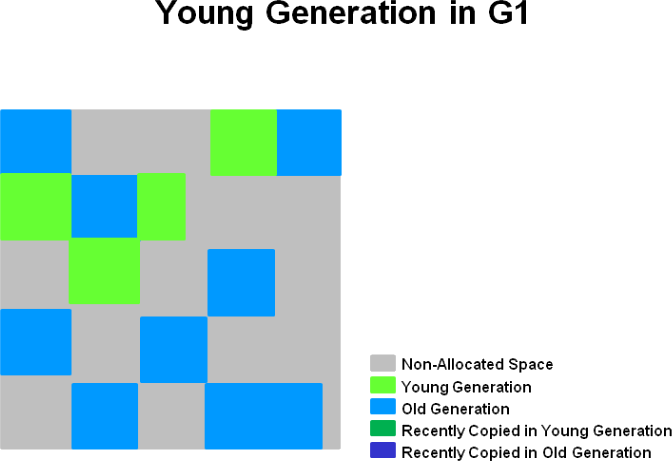 Young Generation in G1
Non-Allocated Space
Young Generation
Old Generation
Recently Copied in Young Generation
Recently Copied in Old Generation